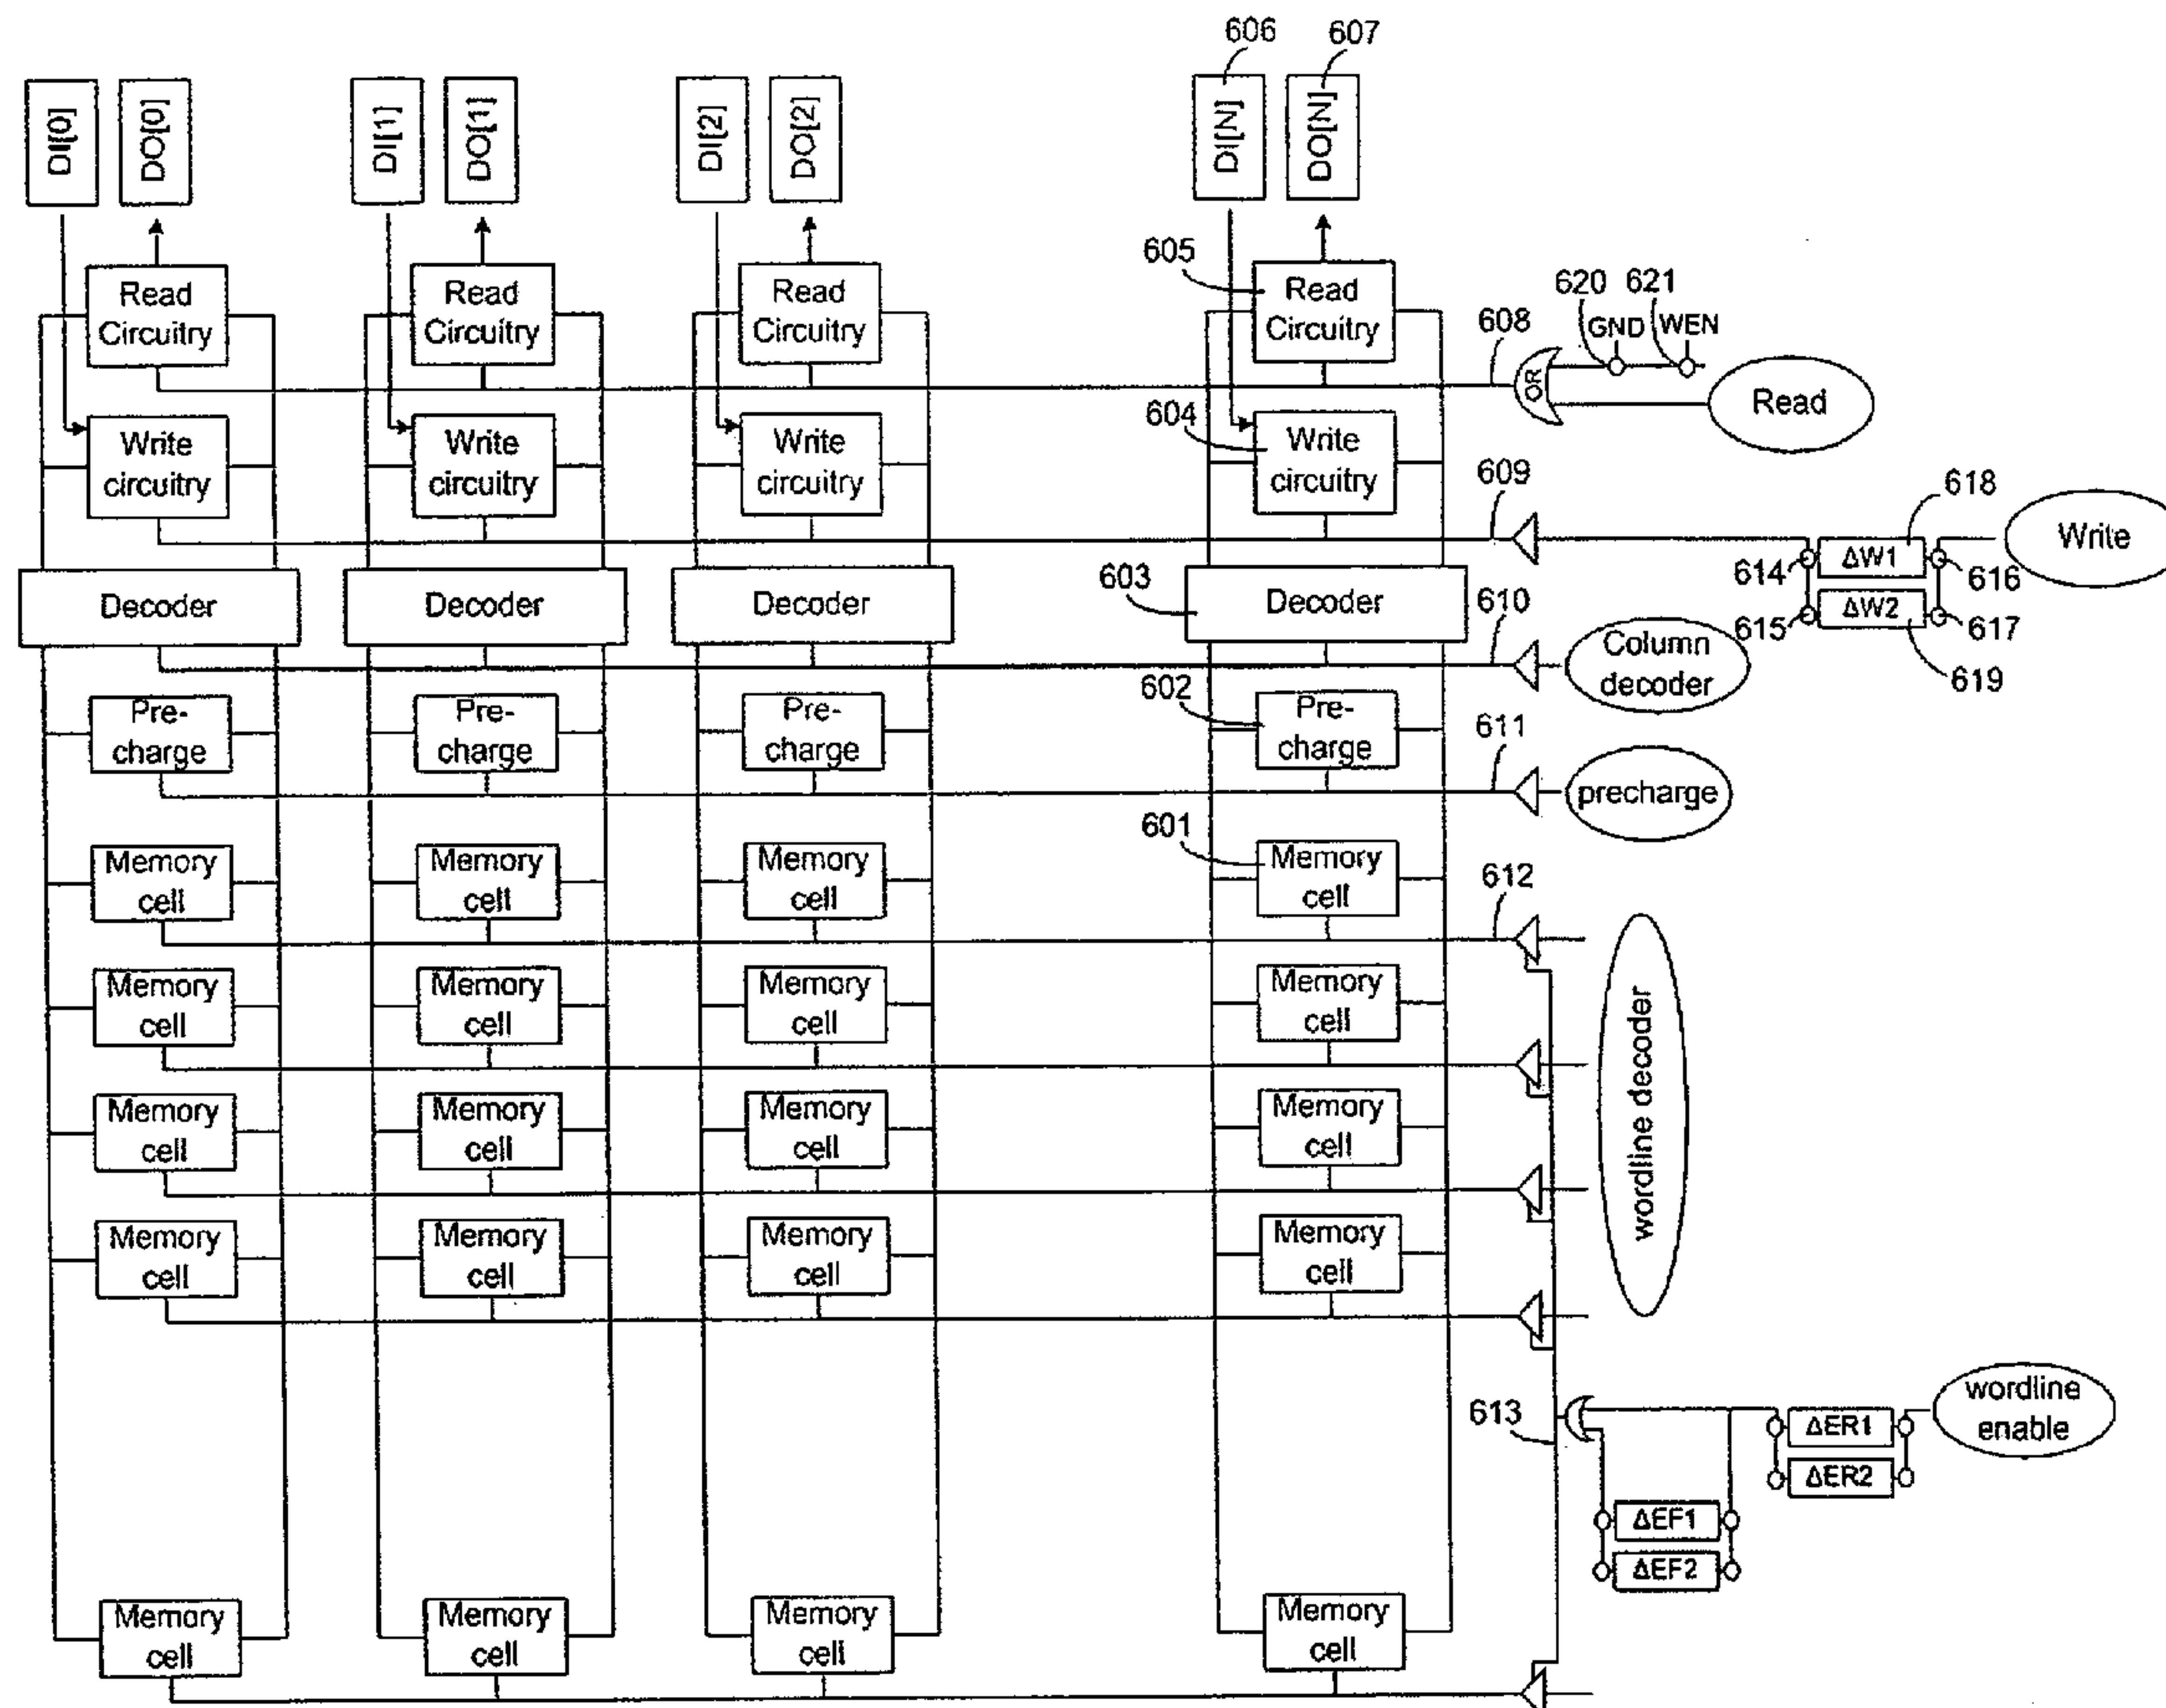 606 607
DI[0] DO[0] DI[1] DO[1] DI[2] DO[2] DI[N] DO[N]
605
Read Circuitry Read Circuitry Read Circuitry Read Circuitry
608
620 621
GND WEN
OR
Read
604
Write circuitry Write circuitry Write circuitry Write circuitry
609
618
Write
614 ΔW1 616
615 ΔW2 617
619
603
Decoder Decoder Decoder Decoder
610
Column decoder
602
Pre-charge Pre-charge Pre-charge Pre-charge
611
precharge
601
Memory cell Memory cell Memory cell Memory cell
612
Memory cell Memory cell Memory cell Memory cell
wordline decoder
Memory cell Memory cell Memory cell Memory cell
Memory cell Memory cell Memory cell Memory cell
613
wordline enable
ΔER1
ΔER2
ΔEF1
ΔEF2
Memory cell Memory cell Memory cell Memory cell